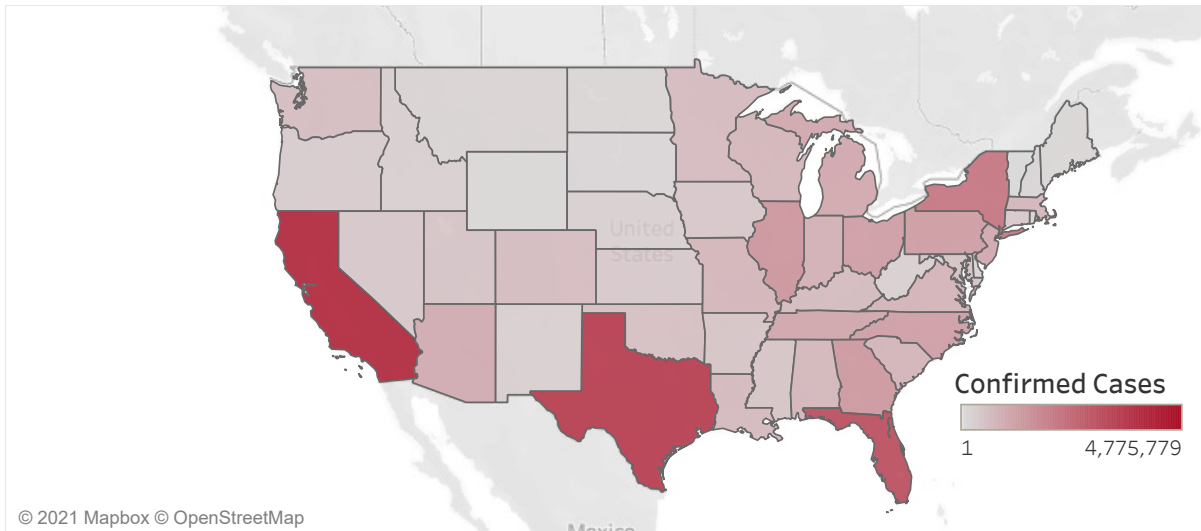 United
States
Confirmed Cases
1 4,775,779
© 2021 Mapbox © OpenStreetMap
Mexico